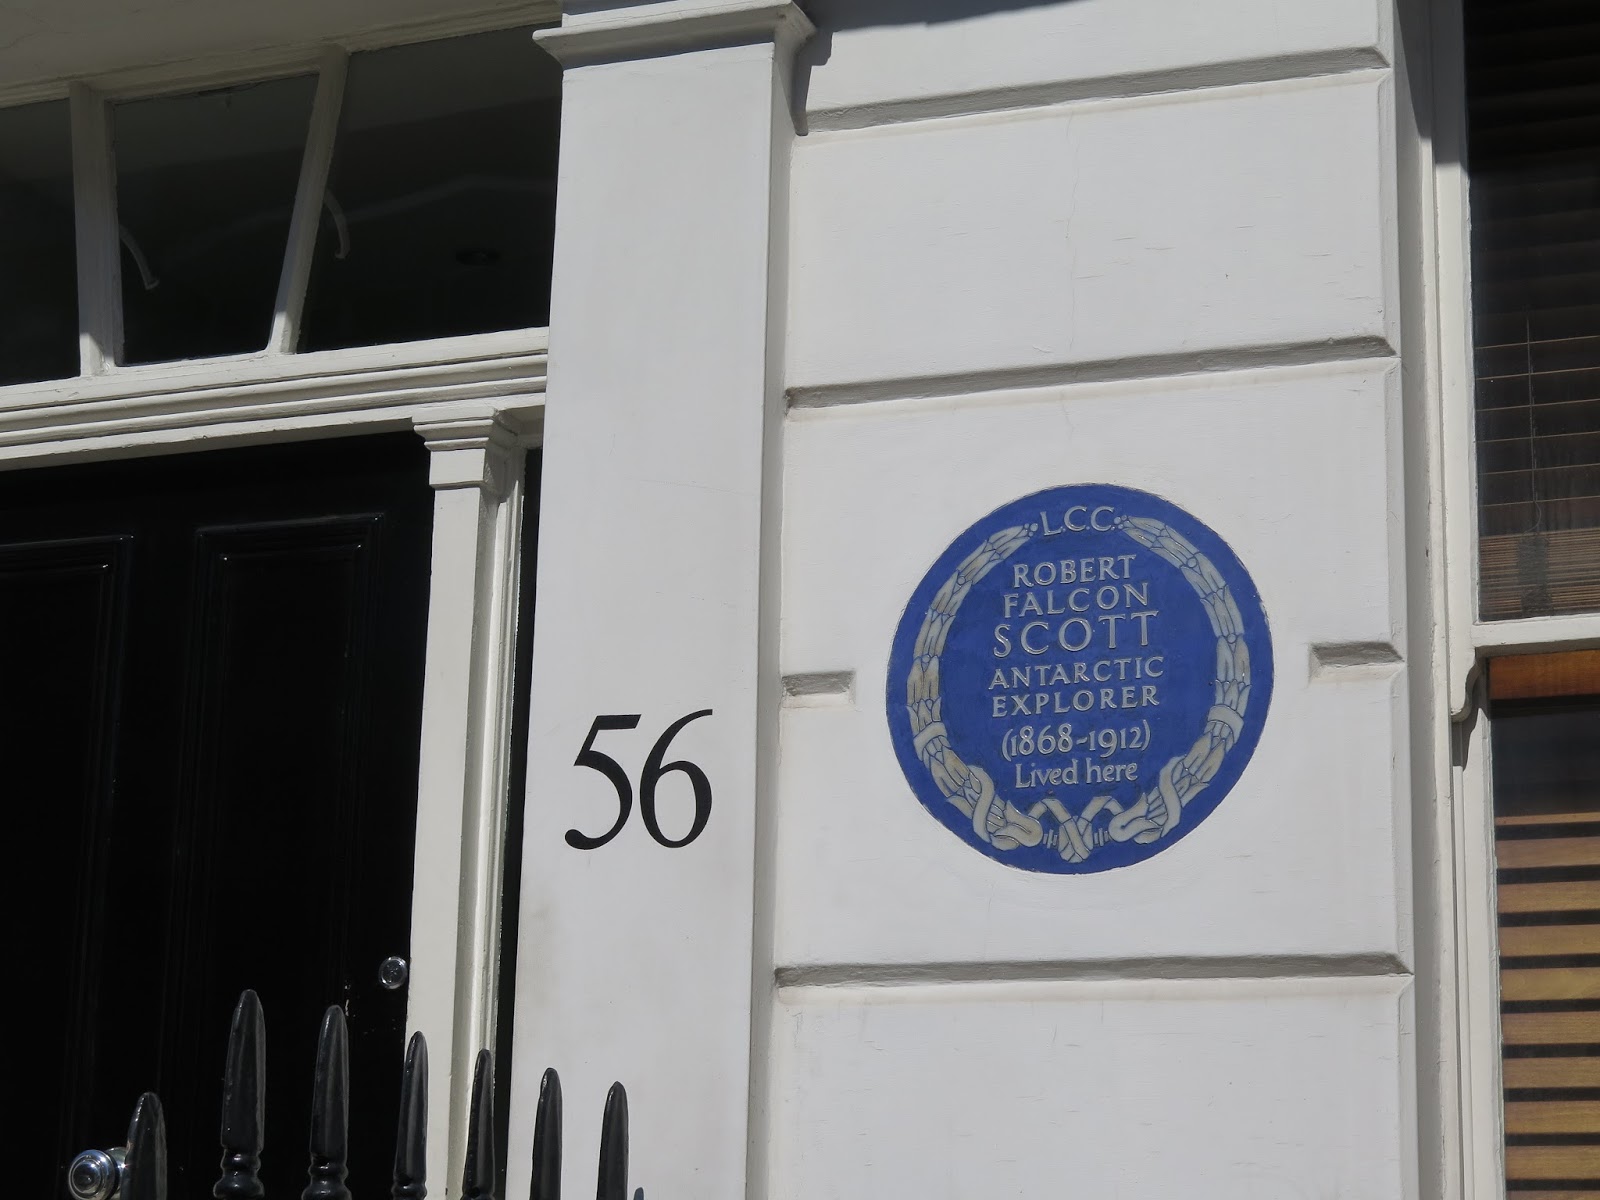 56
L.C.C.
ROBERT
FALCON
SCOTT
ANTARCTIC
EXPLORER
(1868-1912)
Lived here